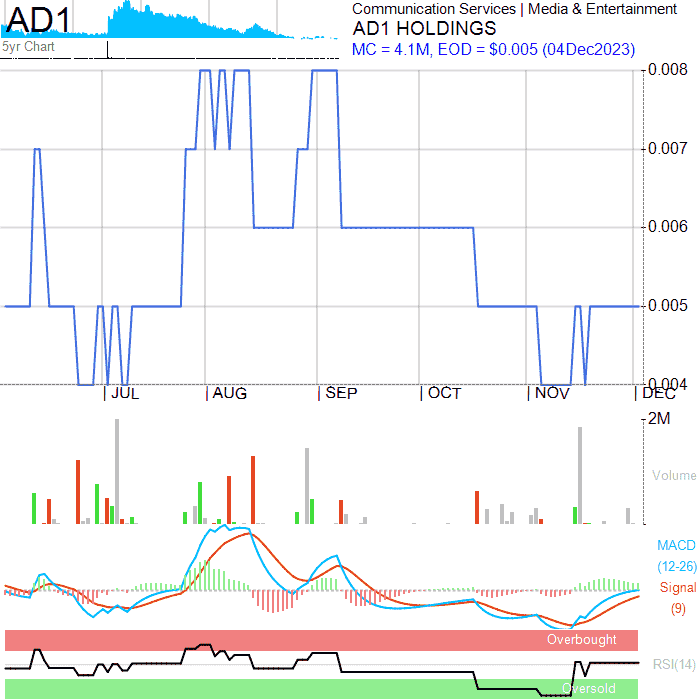 AD1
5yr Chart
Communication Services | Media & Entertainment
AD1 HOLDINGS
MC = 4.1M, EOD = $0.005 (04Dec2023)
0.008
0.007
0.006
0.005
0.004
JUL AUG SEP OCT NOV DEC
2M
Volume
MACD
(12-26)
Signal
(9)
Overbought
RSI(14)
Oversold